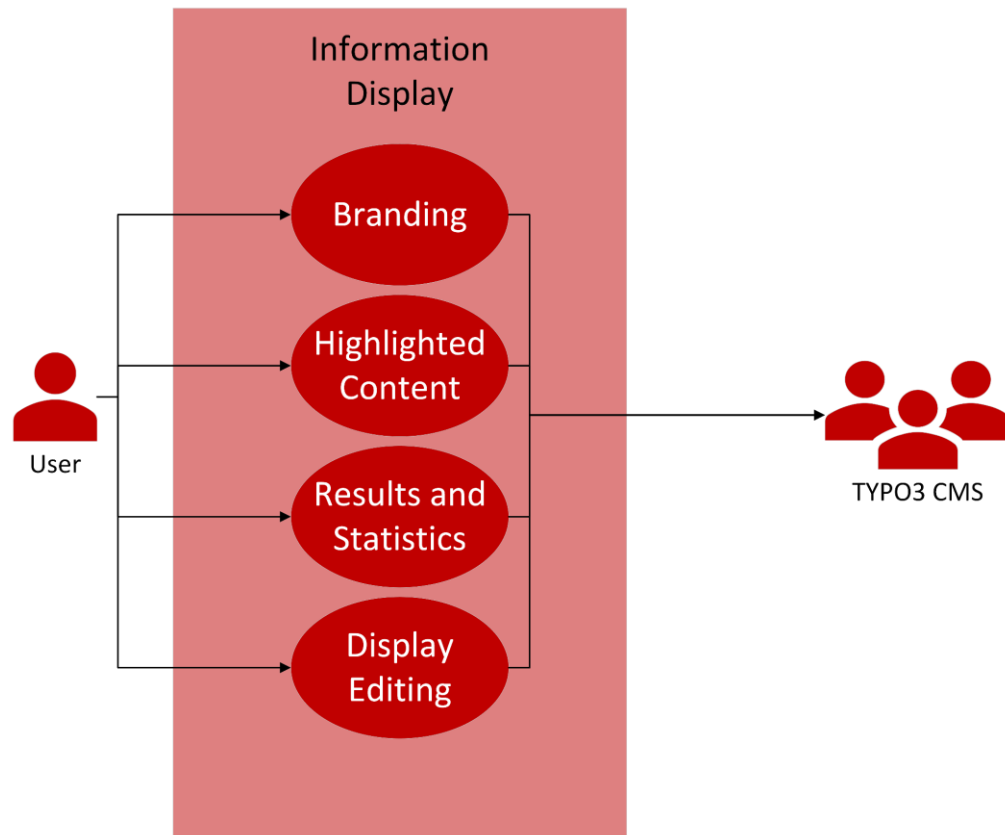 Information
Display
Branding
Highlighted
Content
User
Results and
Statistics
TYPO3 CMS
Display
Editing